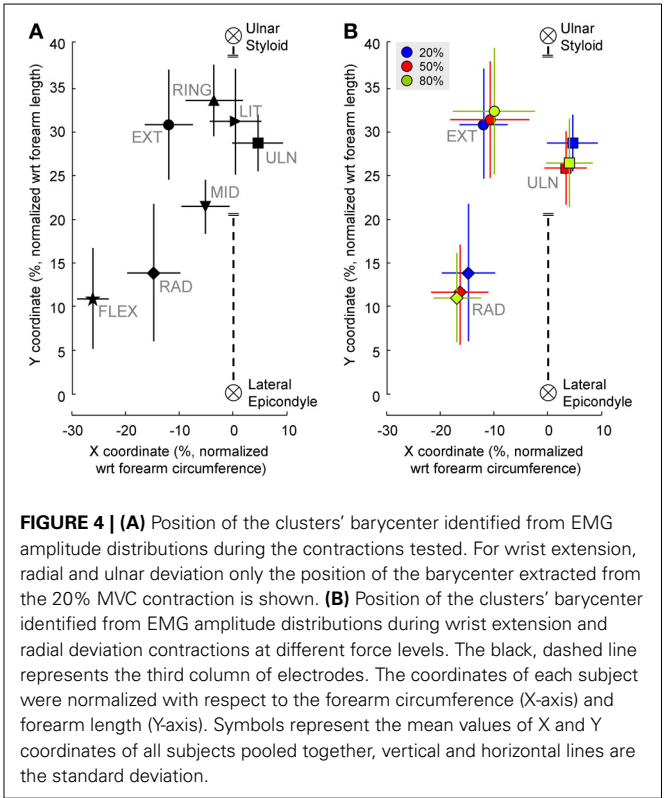 A
Ulnar
Styloid
Y coordinate (%, normalized wrt forearm length)
40
35
30
25
20
15
10
5
0
RING
LIT
EXT
ULN
MID
RAD
FLEX
Lateral
Epicondyle
-30 -20 -10 0 10
X coordinate (%, normalized
wrt forearm circumference)
B
Ulnar
Styloid
20%
50%
80%
Y coordinate (%, normalized wrt forearm length)
40
35
30
25
20
15
10
5
0
EXT
ULN
RAD
Lateral
Epicondyle
-30 -20 -10 0 10
X coordinate (%, normalized
wrt forearm circumference)
FIGURE 4 | (A) Position of the clusters’ barycenter identified from EMG
amplitude distributions during the contractions tested. For wrist extension,
radial and ulnar deviation only the position of the barycenter extracted from
the 20% MVC contraction is shown. (B) Position of the clusters’ barycenter
identified from EMG amplitude distributions during wrist extension and
radial deviation contractions at different force levels. The black, dashed line
represents the third column of electrodes. The coordinates of each subject
were normalized with respect to the forearm circumference (X-axis) and
forearm length (Y-axis). Symbols represent the mean values of X and Y
coordinates of all subjects pooled together, vertical and horizontal lines are
the standard deviation.